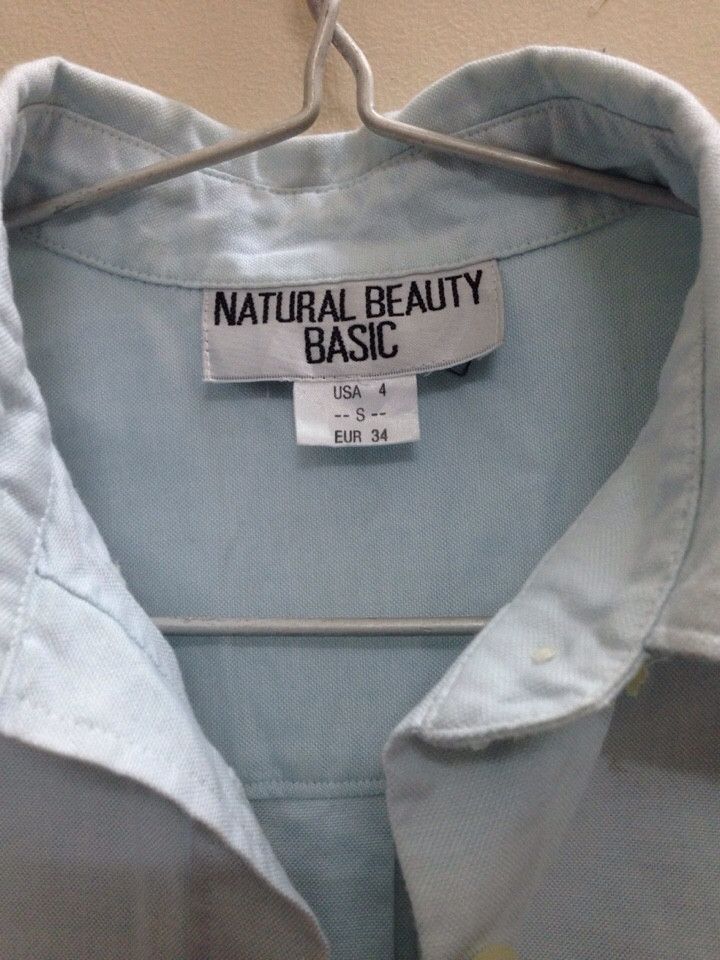 NATURAL BEAUTY
BASIC
USA 4
-- S --
EUR 34